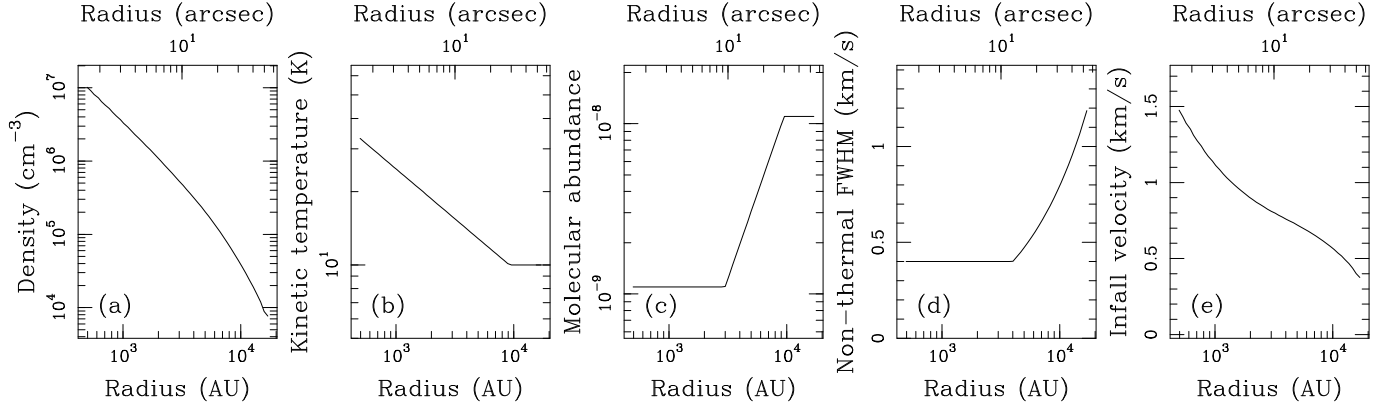 Radius (arcsec) Radius (arcsec) Radius (arcsec) Radius (arcsec) Radius (arcsec)
10¹ 10¹ 10¹ 10¹ 10¹
Density (cm⁻³)
10⁷
10⁶
10⁵
10⁴
(a)
10³ 10⁴
Radius (AU)
Kinetic temperature (K)
10¹
(b)
10³ 10⁴
Radius (AU)
Molecular abundance
10⁻⁸
10⁻⁹
(c)
10³ 10⁴
Radius (AU)
Non−thermal FWHM (km/s)
1
0.5
0
(d)
10³ 10⁴
Radius (AU)
Infall velocity (km/s)
1.5
1
0.5
0
(e)
10³ 10⁴
Radius (AU)